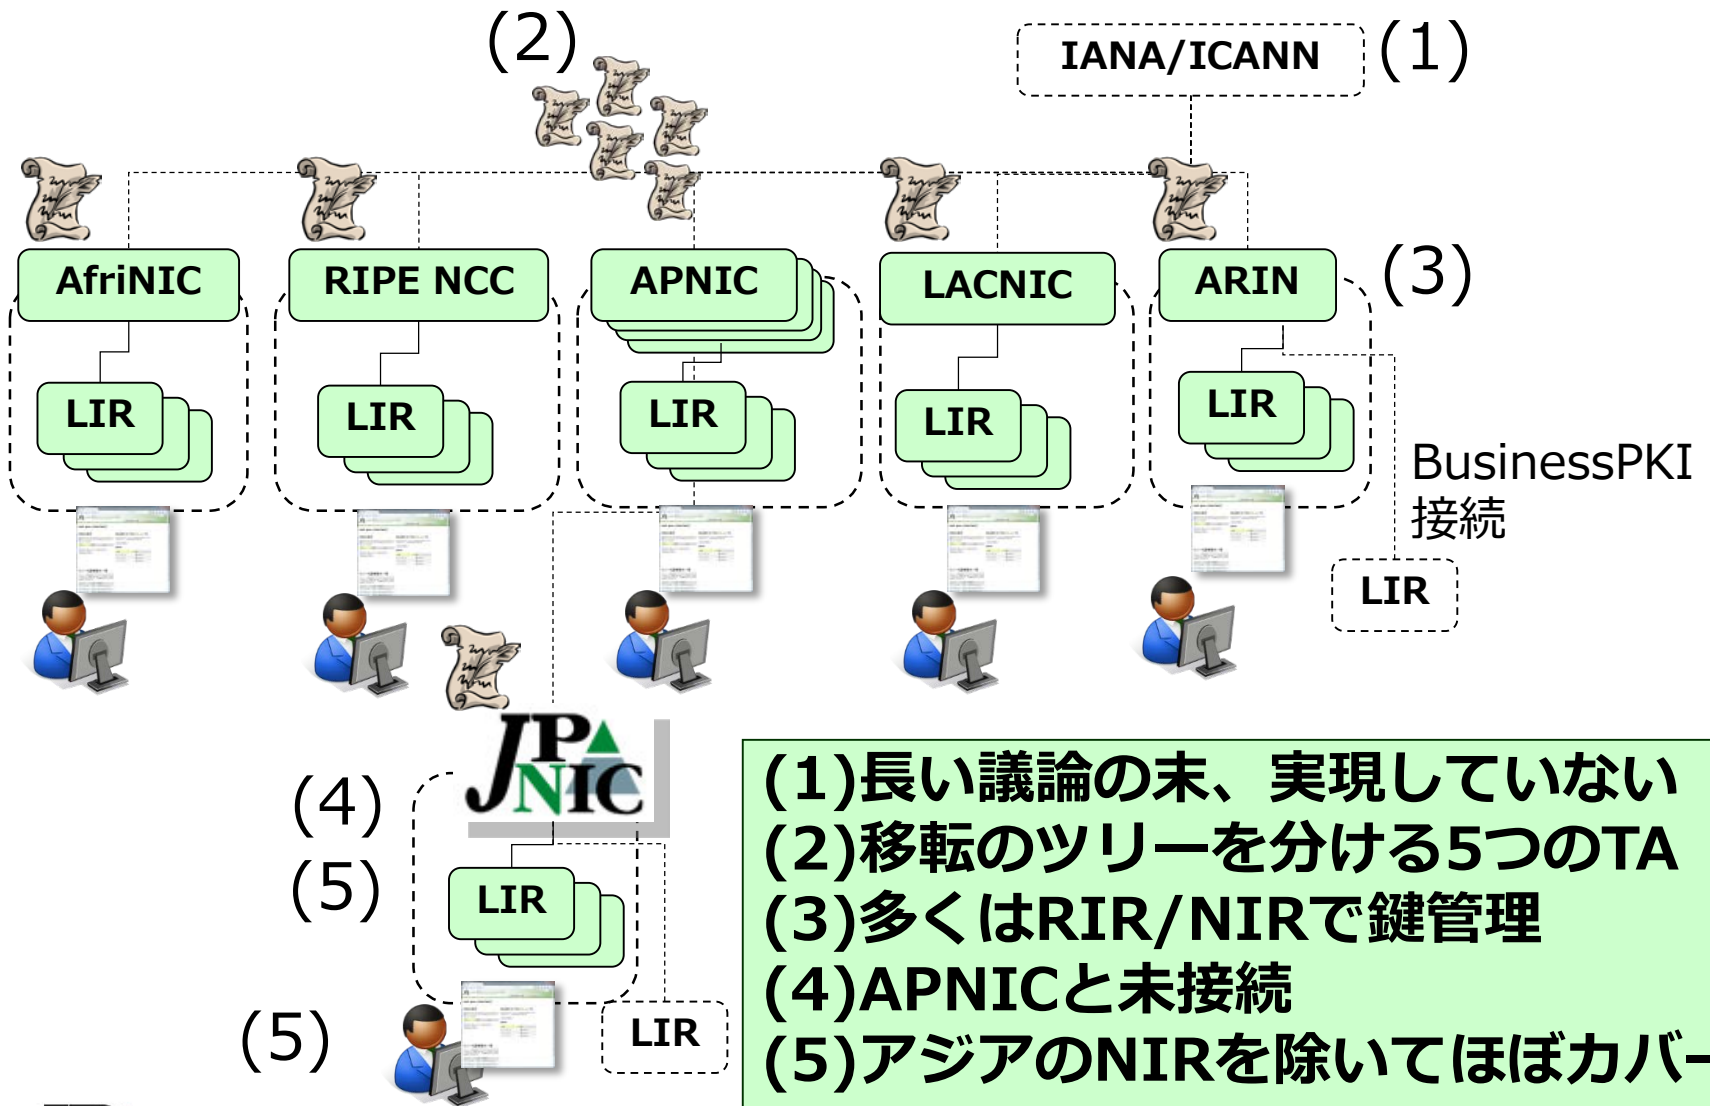 (2)
IANA/ICANN
(1)
AfriNIC
RIPE NCC
APNIC
LACNIC
ARIN
(3)
LIR
LIR
LIR
LIR
LIR
BusinessPKI
接続
LIR
JPNIC
(4)
(5)
LIR
(5)
LIR
(1)長い議論の末、実現していない
(2)移転のツリーを分ける5つのTA
(3)多くはRIR/NIRで鍵管理
(4)APNICと未接続
(5)アジアのNIRを除いてほぼカバー